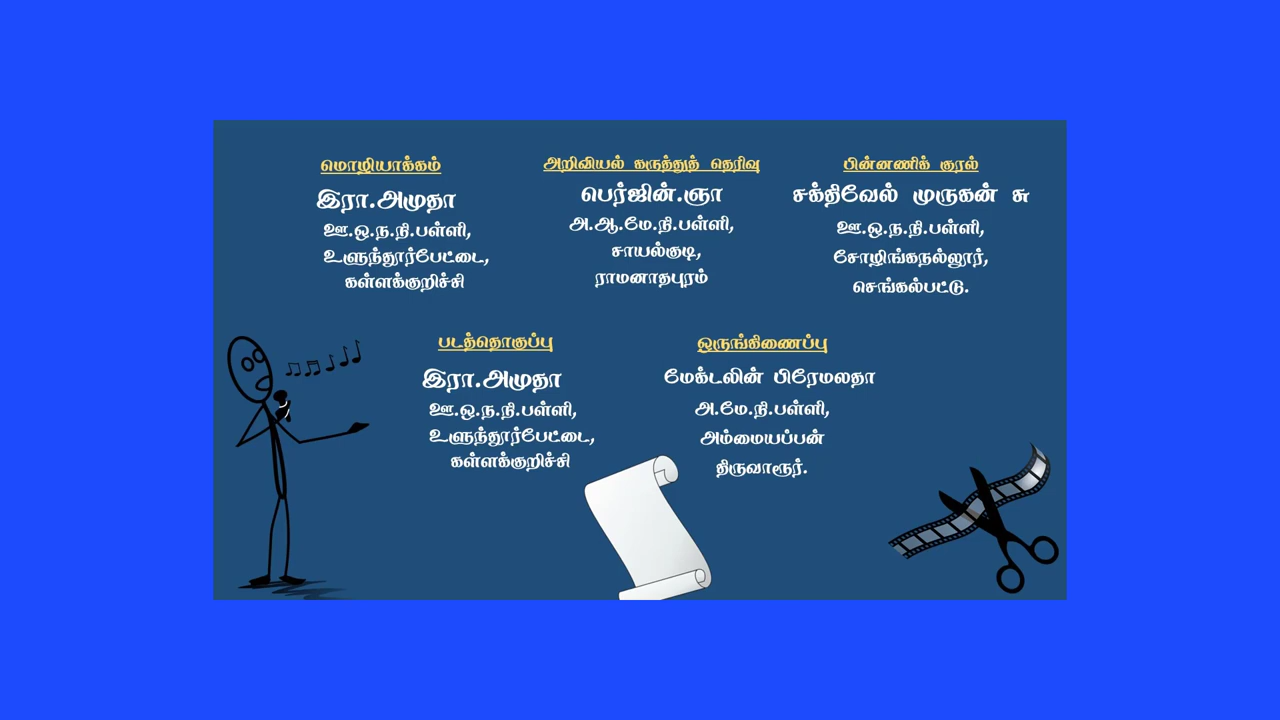 மொழியாக்கம்
இரா.அமுதா
ஊ.ஒ.ந.நி.பள்ளி,
உளுந்தூர்பேட்டை,
கள்ளக்குறிச்சி
அறிவியல் கருத்துத் தெரிவு
பெர்ஜின்.ஞா
அ.ஆ.மே.நி.பள்ளி,
சாயல்குடி,
ராமனாதபுரம்
பின்னணிக் குரல்
சக்திவேல் முருகன் சு
ஊ.ஒ.ந.நி.பள்ளி,
சோழிங்கநல்லூர்,
செங்கல்பட்டு.
படத்தொகுப்பு
இரா.அமுதா
ஊ.ஒ.ந.நி.பள்ளி,
உளுந்தூர்பேட்டை,
கள்ளக்குறிச்சி
ஒருங்கிணைப்பு
மேக்டலின் பிரேமலதா
அ.மே.நி.பள்ளி,
அம்மையப்பன்
திருவாரூர்.